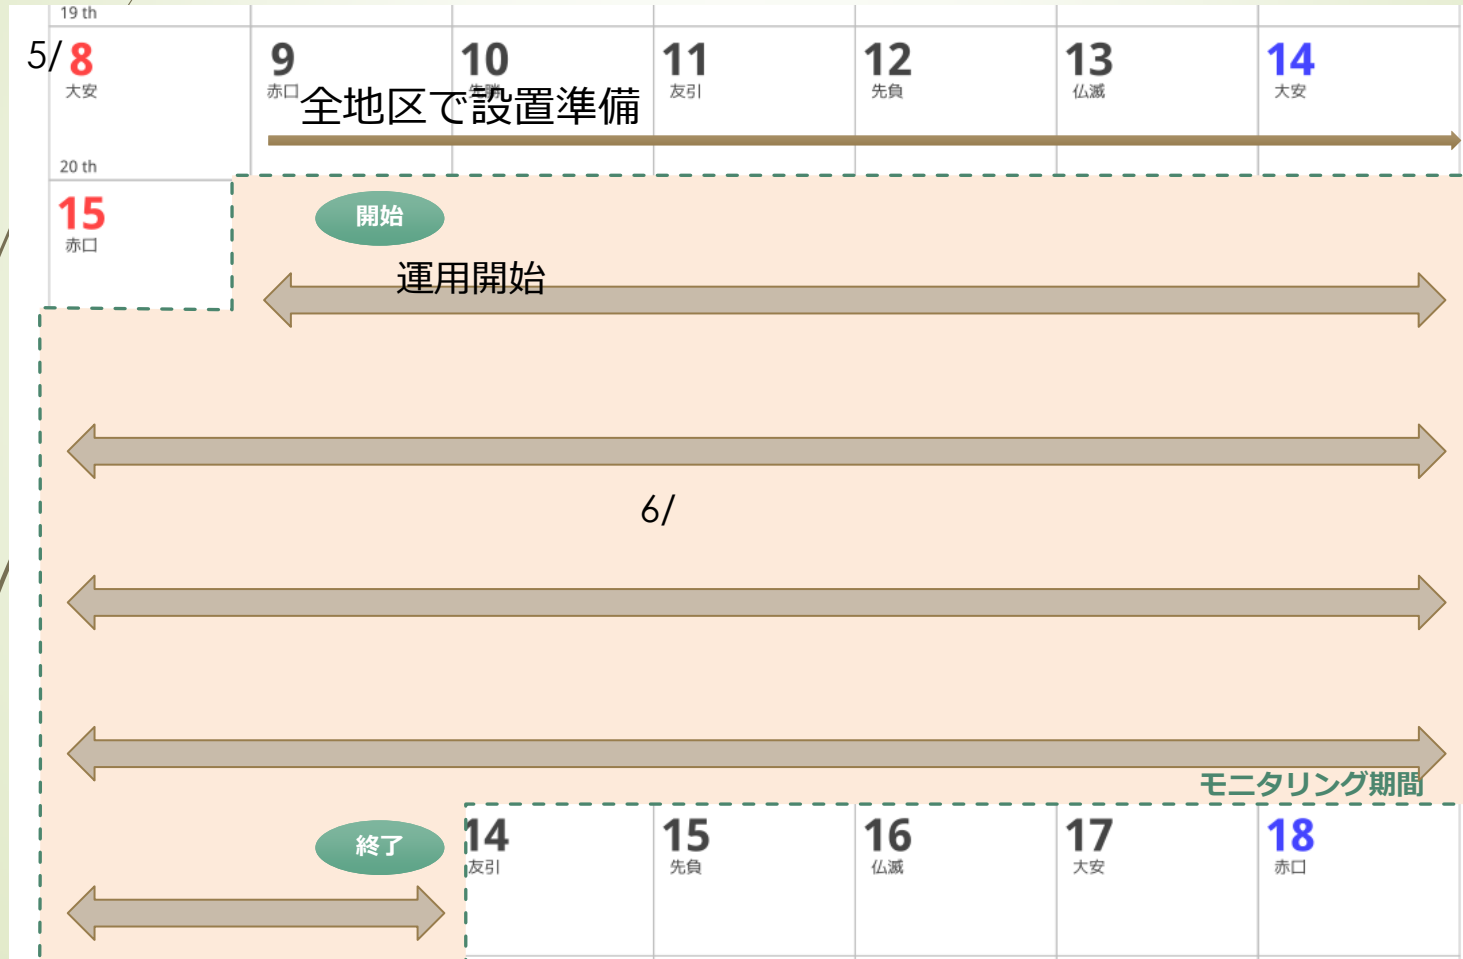 19 th
5/ 8 9 10 11 12 13 14
大安 赤口 先勝 友引 先負 仏滅 大安
全地区で設置準備
20 th
15 開始
赤口
運用開始
6/
モニタリング期間
終了 14 15 16 17 18
友引 先負 仏滅 大安 赤口